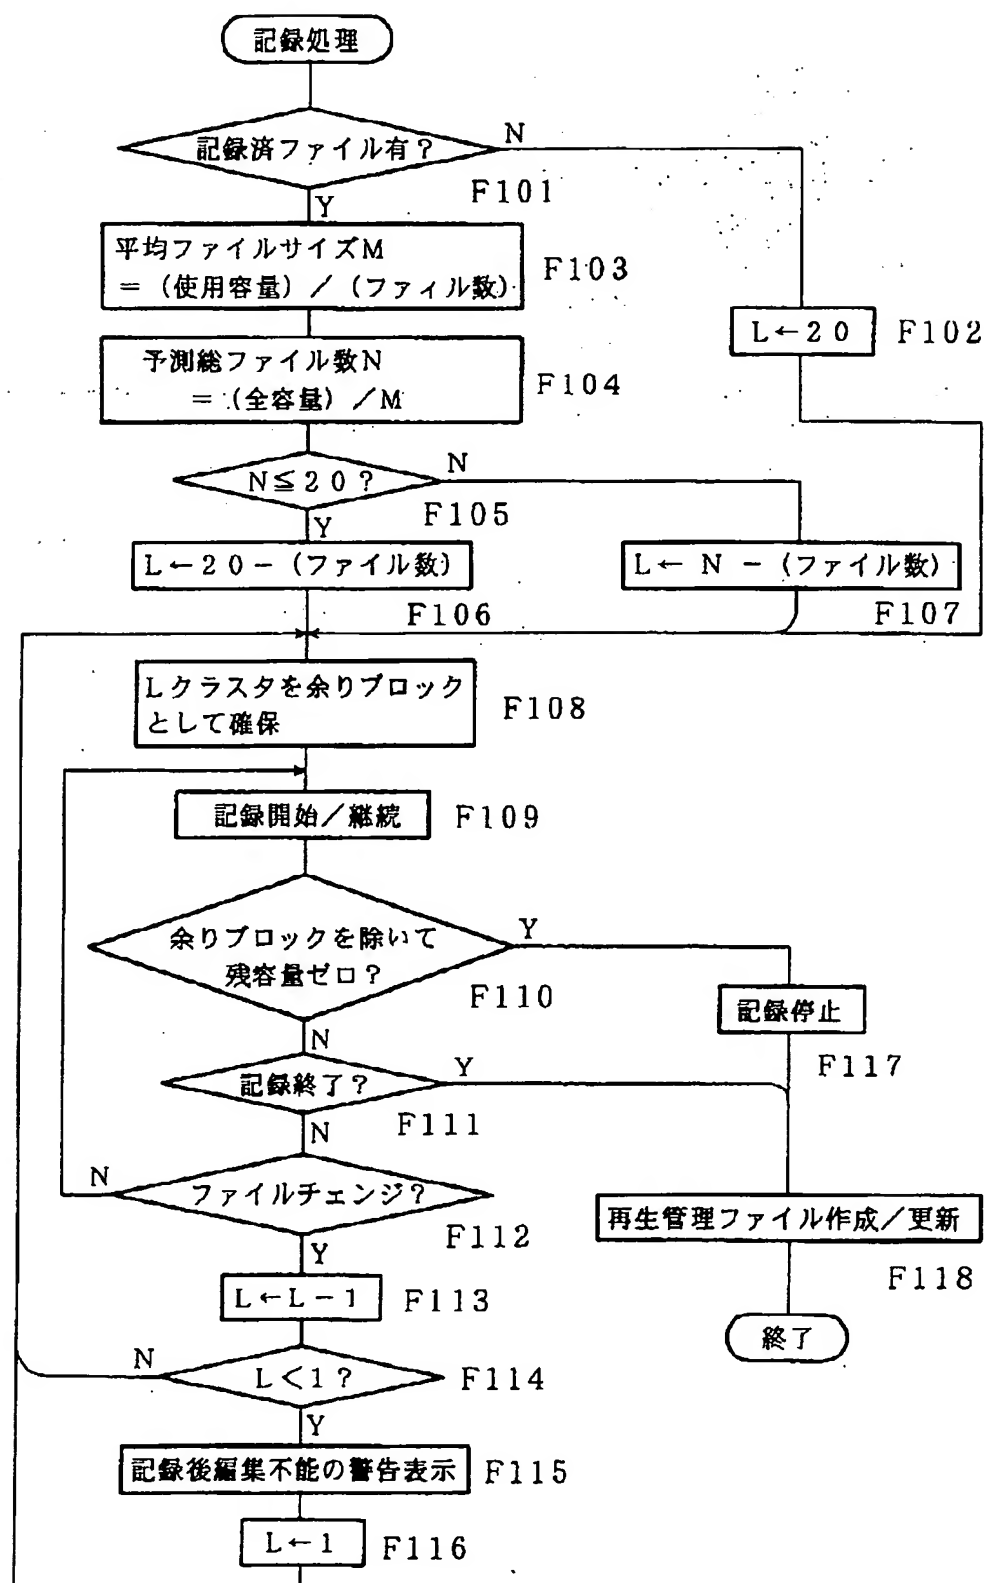 記録処理
記録済ファイル有？
N
F101
Y
平均ファイルサイズM
＝（使用容量）／（ファィル数）
F103
L←20
F102
予測総ファイル数N
＝（全容量）／M
F104
N≦20？
N
F105
Y
L←20－（ファイル数）
F106
L←N－（ファイル数）
F107
Lクラスタを余りブロック
として確保
F108
記録開始／継続
F109
余りブロックを除いて
残容量ゼロ？
Y
F110
N
記録停止
F117
記録終了？
Y
F111
N
ファイルチェンジ？
N
F112
Y
再生管理ファイル作成／更新
F118
終了
L←L－1
F113
L＜1？
N
F114
Y
記録後編集不能の警告表示
F115
L←1
F116